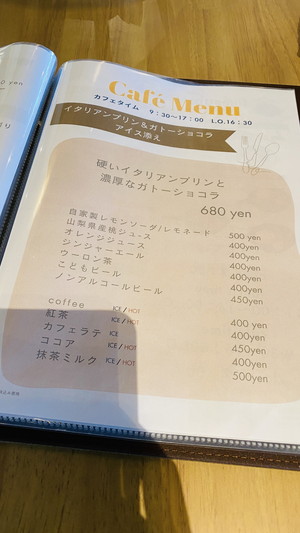 Café Menu
カフェタイム 9：30～17：00 L.O.16：30
イタリアンプリン＆ガトーショコラ
アイス添え
硬いイタリアンプリンと
濃厚なガトーショコラ
680 yen
自家製レモンソーダ/レモネード 500 yen
山梨県産桃ジュース 400yen
オレンジジュース 400yen
ジンジャーエール 400yen
ウーロン茶 400yen
こどもビール 400yen
ノンアルコールビール 450yen
coffee ICE / HOT 400 yen
紅茶 ICE / HOT 400yen
カフェラテ ICE 450yen
ココア ICE / HOT 400yen
抹茶ミルク ICE / HOT 500yen
yen